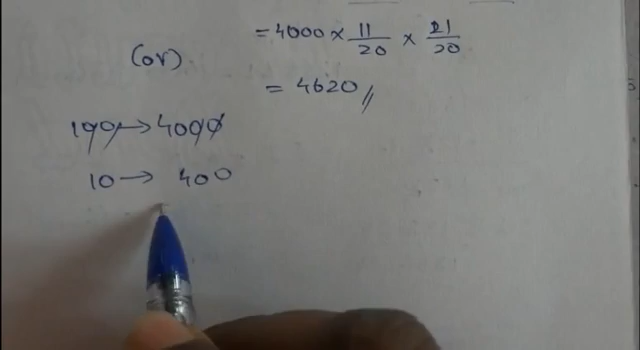 = 4000 × 11/20 × 21/20
(or)
= 4620 //
100 → 4000
10 → 400